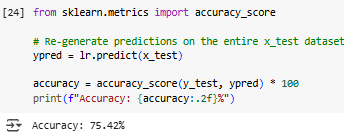 [24] from sklearn.metrics import accuracy_score
# Re-generate predictions on the entire x_test dataset
ypred = lr.predict(x_test)
accuracy = accuracy_score(y_test, ypred) * 100
print(f"Accuracy: {accuracy:.2f}%")
Accuracy: 75.42%